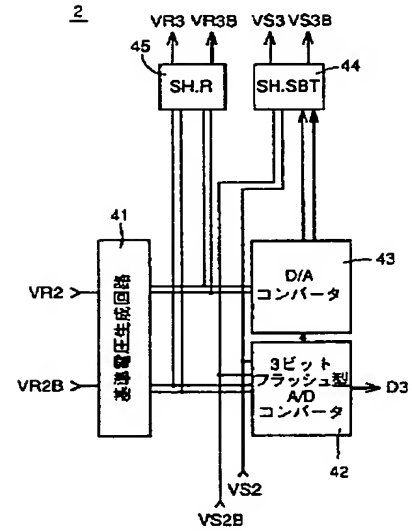 2
VR3 VR3B VS3 VS3B
45
SH.R
SH.SBT
44
41
基準電圧生成回路
VR2
VR2B
D/A
コンバータ
43
3ビット
フラッシュ型
A/D
コンバータ
D3
42
VS2
VS2B